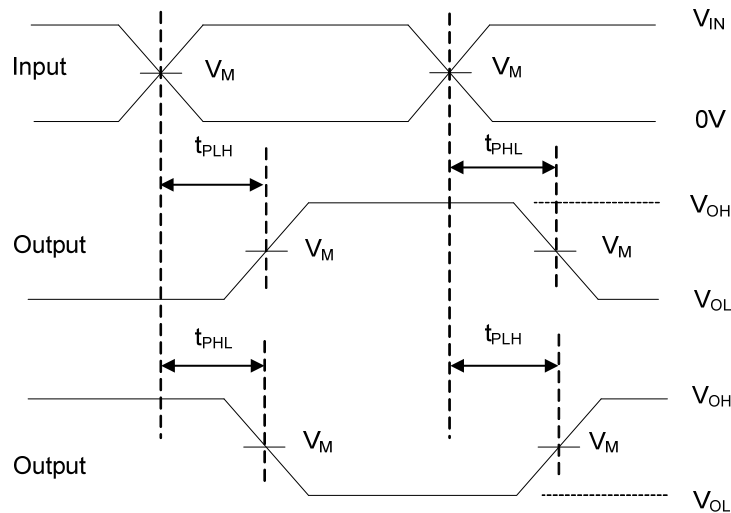 V_IN
Input
V_M
V_M
0V
t_PLH
t_PHL
V_OH
Output
V_M
V_M
V_OL
t_PHL
t_PLH
V_OH
V_M
V_M
Output
V_OL